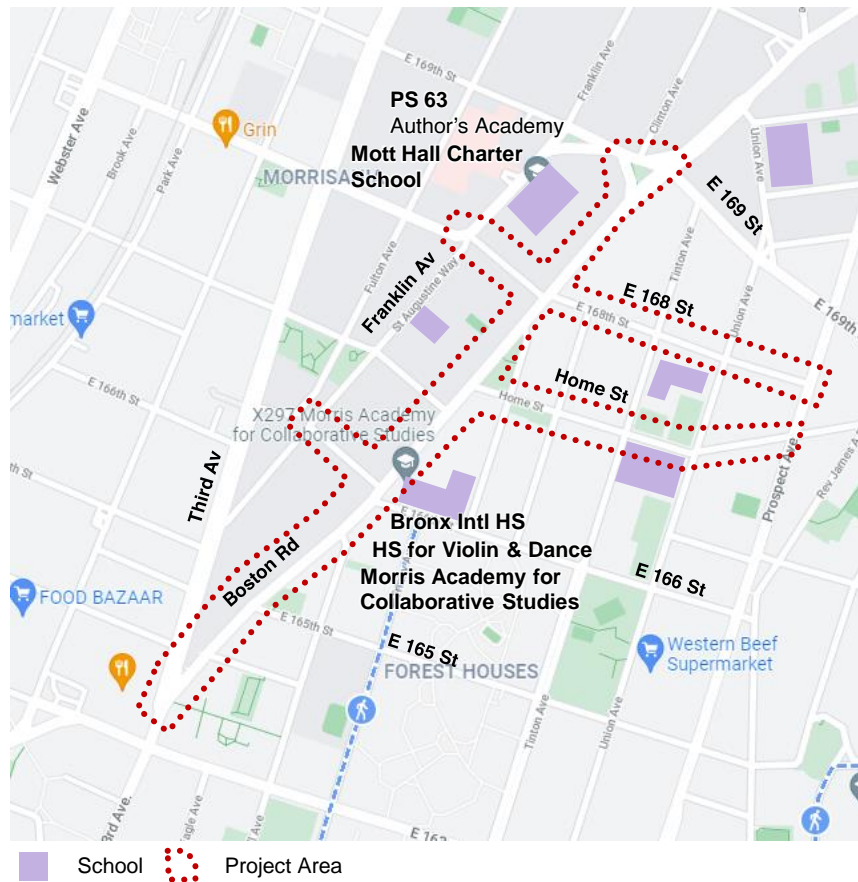 E 169th St
Franklin Ave
Clinton Ave
Webster Ave
Brook Ave
Park Ave
Grin
PS 63
Author's Academy
Mott Hall Charter
School
Union Ave
MORRISA
E 169 St
Fulton Ave
Franklin Av
St Augustine Way
Tinton Ave
Union Ave
E 168 St
E 168th St
E 169th
market
E 166th St
Home St
Home St
X297 Morris Academy
for Collaborative Studies
Third Av
Prospect Ave
Rev James A
Bronx Intl HS
HS for Violin & Dance
Morris Academy for
Collaborative Studies
Boston Rd
E 166 St
FOOD BAZAAR
E 165th St
E 165 St
FOREST HOUSES
Western Beef
Supermarket
Tinton Ave
Union Ave
3rd Ave.
Eagle Ave
School
Project Area